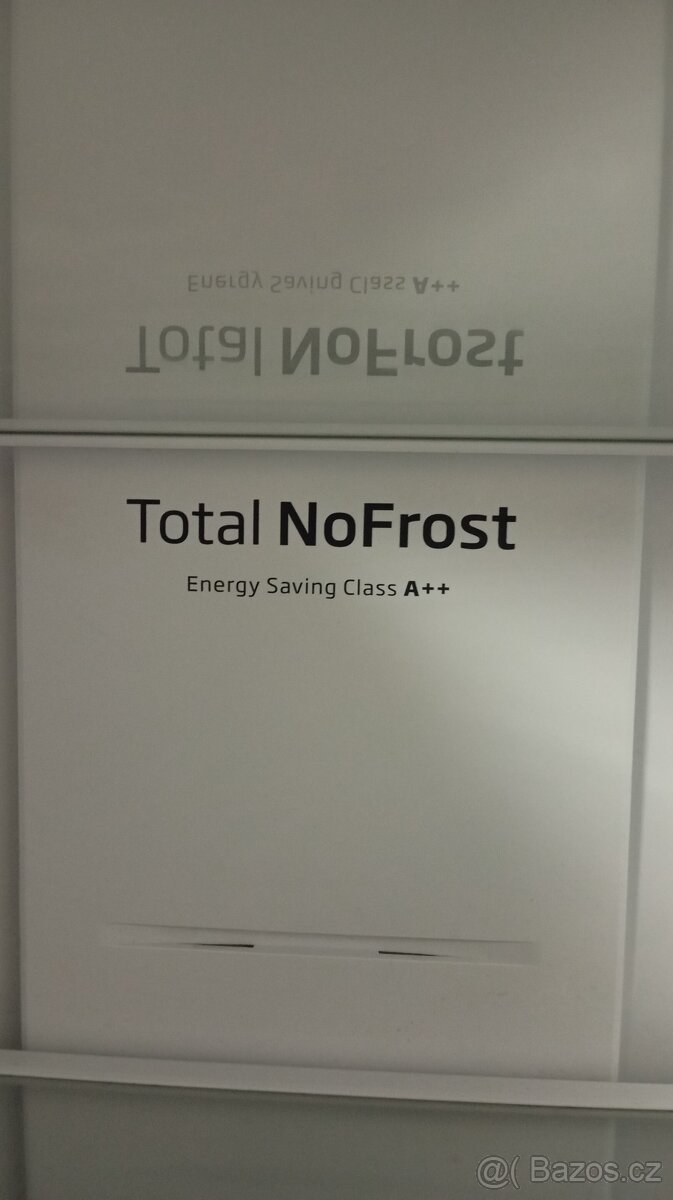 Energy Saving Class A++
Total NoFrost
Total NoFrost
Energy Saving Class A++
@( Bazos.cz